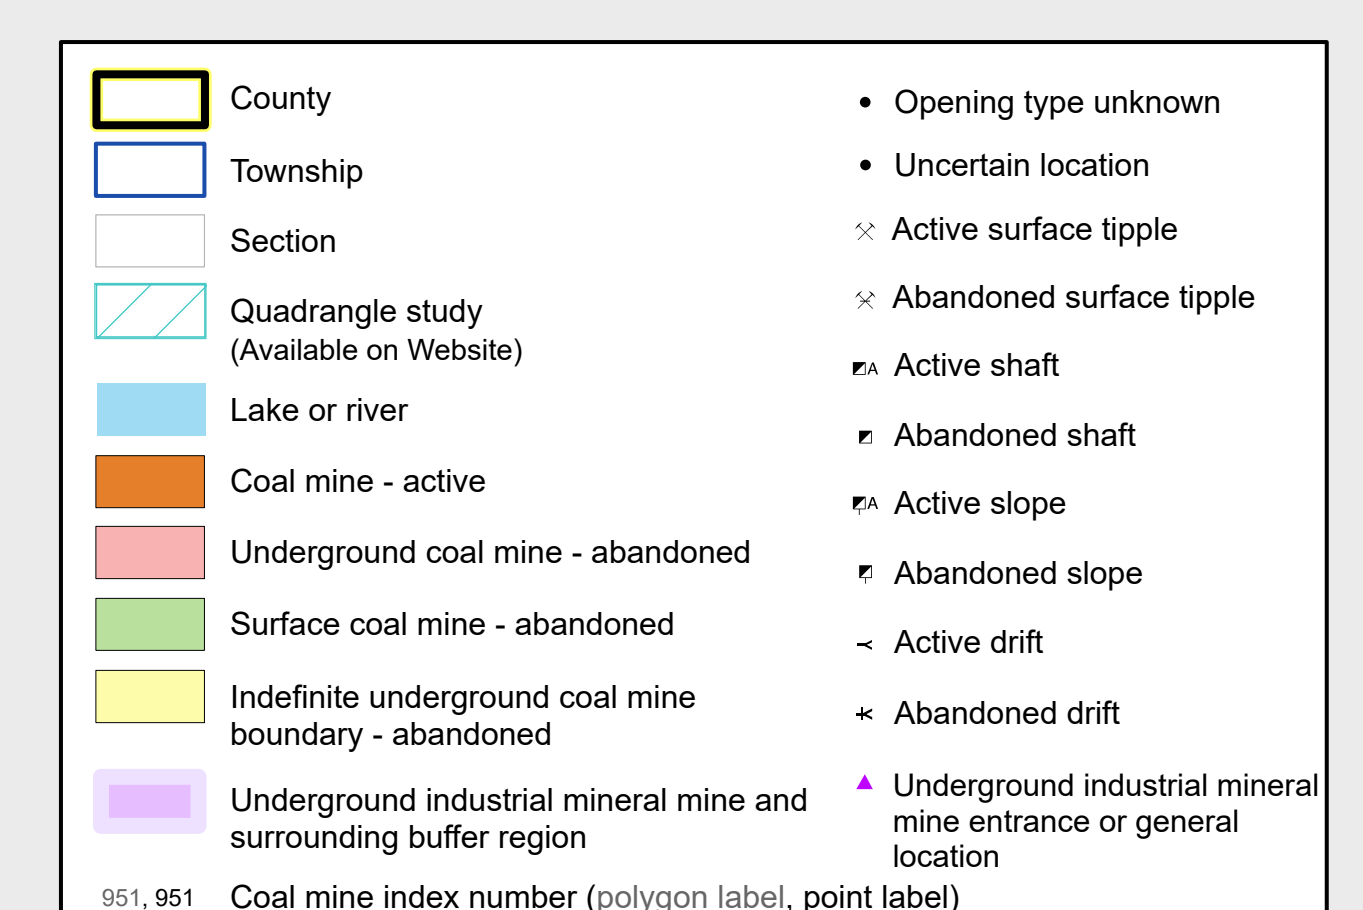 County
Township
Section
Quadrangle study
(Available on Website)
Lake or river
Coal mine - active
Underground coal mine - abandoned
Surface coal mine - abandoned
Indefinite underground coal mine
boundary - abandoned
Underground industrial mineral mine and
surrounding buffer region
951, 951 Coal mine index number (polygon label, point label)
Opening type unknown
Uncertain location
Active surface tipple
Abandoned surface tipple
A Active shaft
Abandoned shaft
A Active slope
Abandoned slope
Active drift
Abandoned drift
Underground industrial mineral
mine entrance or general
location